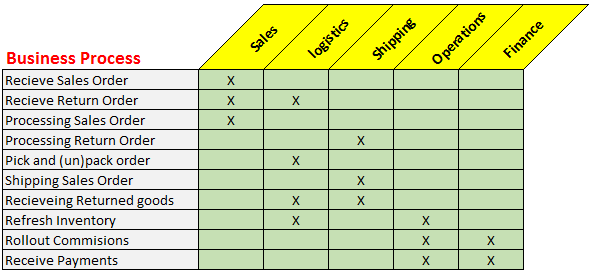 Business Process Sales logistics Shipping Operations Finance
Recieve Sales Order X
Recieve Return Order X X
Processing Sales Order X
Processing Return Order X
Pick and (un)pack order X
Shipping Sales Order X
Recieveing Returned goods X X
Refresh Inventory X X
Rollout Commisions X X
Receive Payments X X